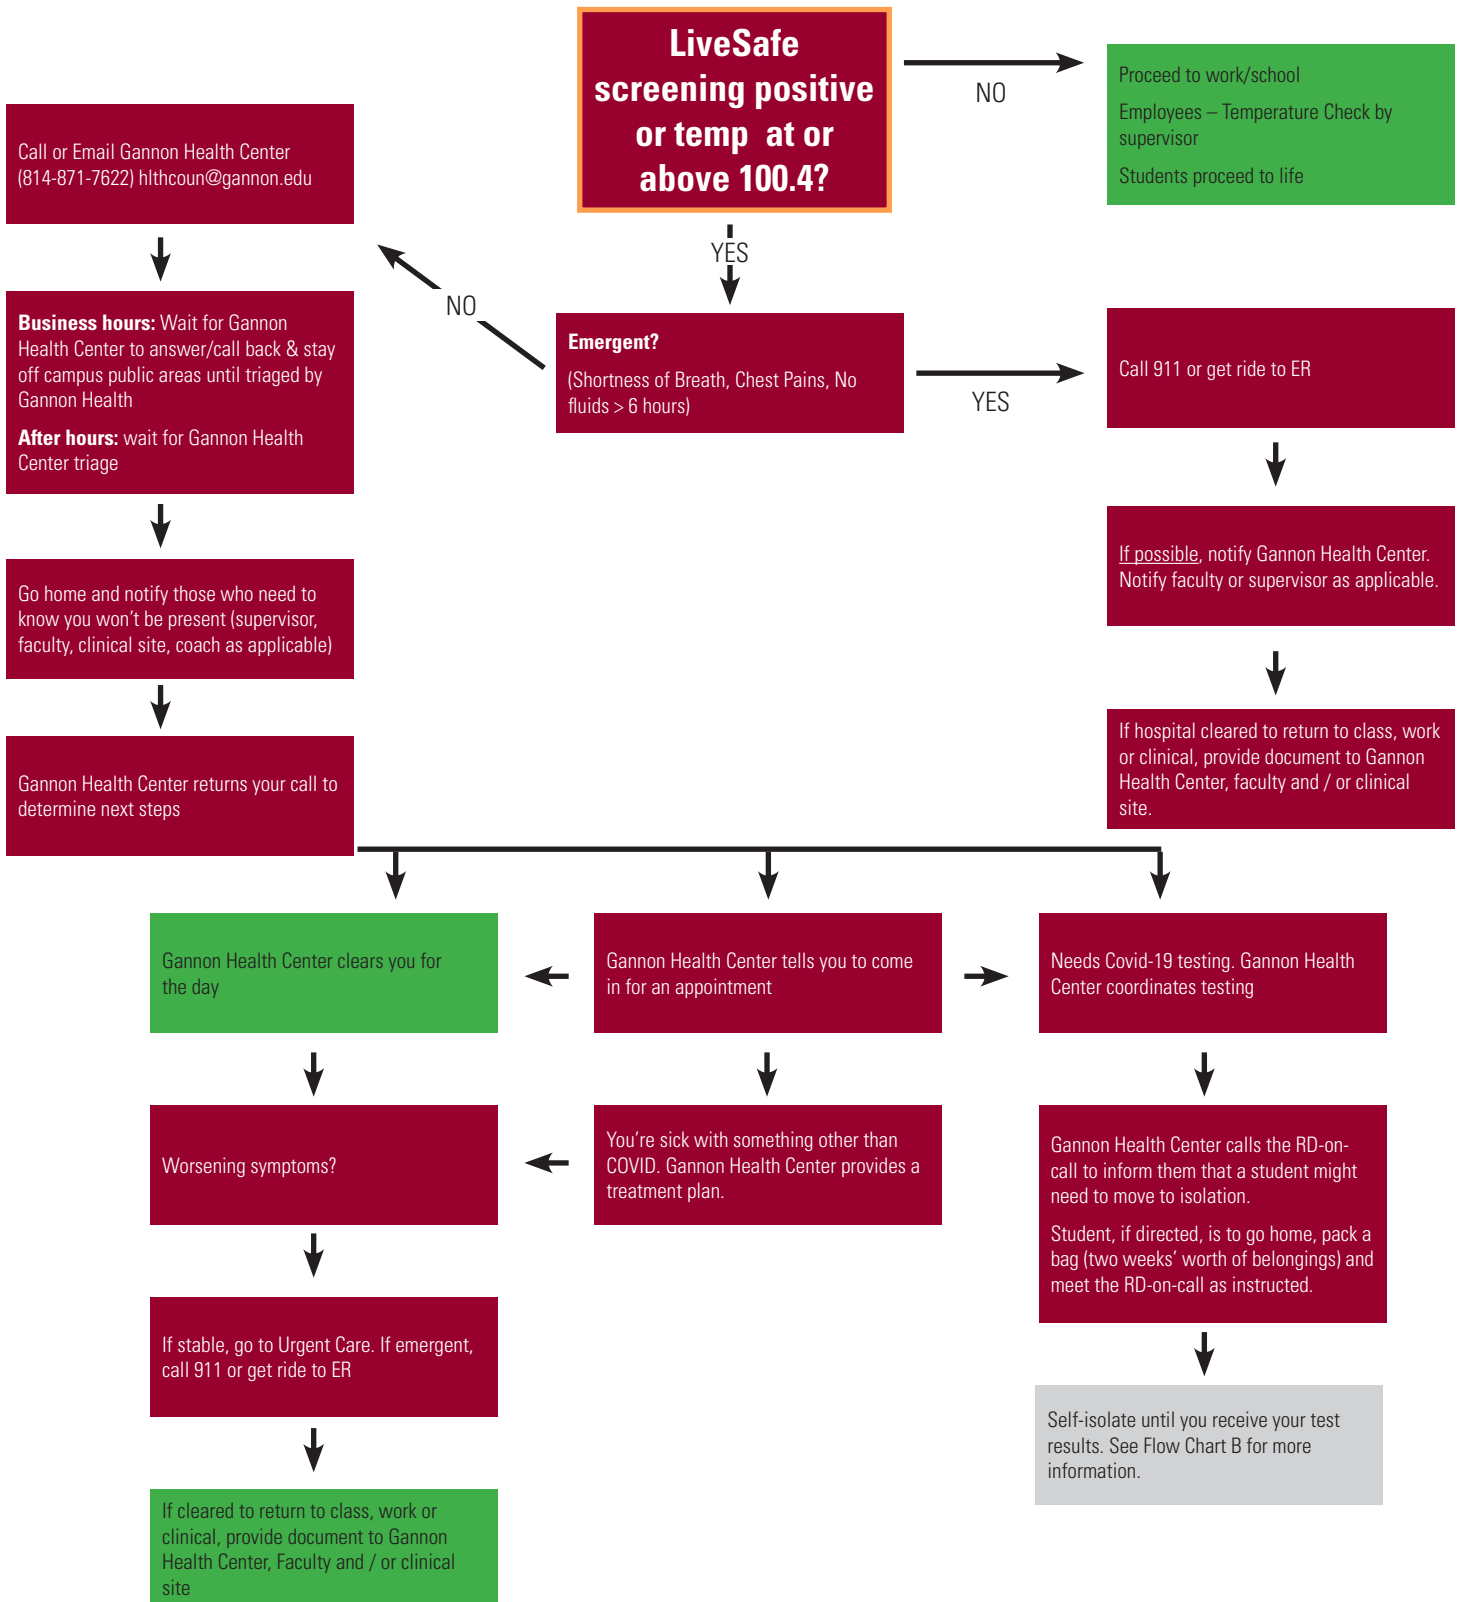 LiveSafe
screening positive
or temp at or
above 100.4?
NO
Proceed to work/school
Employees – Temperature Check by
supervisor
Students proceed to life
YES
Emergent?
(Shortness of Breath, Chest Pains, No
fluids > 6 hours)
NO
YES
Call or Email Gannon Health Center
(814-871-7622) hlthcoun@gannon.edu
Business hours: Wait for Gannon
Health Center to answer/call back & stay
off campus public areas until triaged by
Gannon Health
After hours: wait for Gannon Health
Center triage
Go home and notify those who need to
know you won't be present (supervisor,
faculty, clinical site, coach as applicable)
Gannon Health Center returns your call to
determine next steps
Call 911 or get ride to ER
If possible, notify Gannon Health Center.
Notify faculty or supervisor as applicable.
If hospital cleared to return to class, work
or clinical, provide document to Gannon
Health Center, faculty and / or clinical
site.
Gannon Health Center clears you for
the day
Gannon Health Center tells you to come
in for an appointment
Needs Covid-19 testing. Gannon Health
Center coordinates testing
Worsening symptoms?
You're sick with something other than
COVID. Gannon Health Center provides a
treatment plan.
Gannon Health Center calls the RD-on-
call to inform them that a student might
need to move to isolation.
Student, if directed, is to go home, pack a
bag (two weeks' worth of belongings) and
meet the RD-on-call as instructed.
If stable, go to Urgent Care. If emergent,
call 911 or get ride to ER
Self-isolate until you receive your test
results. See Flow Chart B for more
information.
If cleared to return to class, work or
clinical, provide document to Gannon
Health Center, Faculty and / or clinical
site